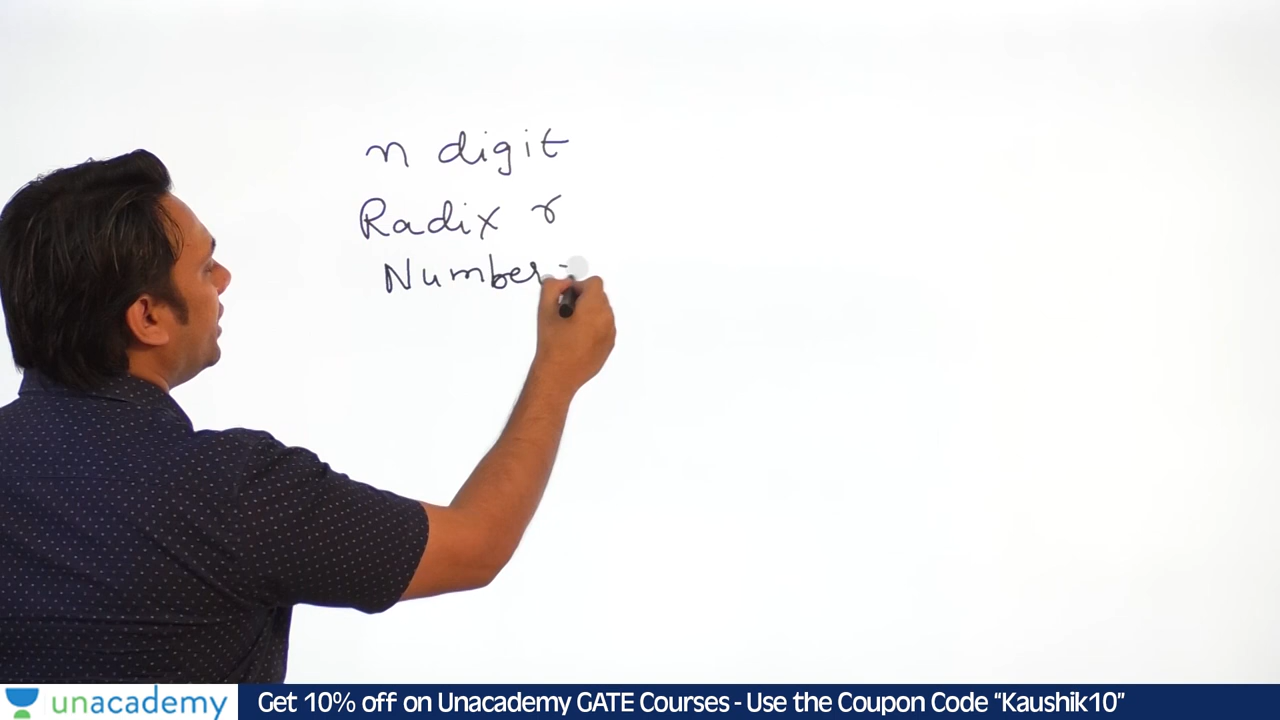 n digit
Radix r
Number =
unacademy
Get 10% off on Unacademy GATE Courses - Use the Coupon Code “Kaushik10”